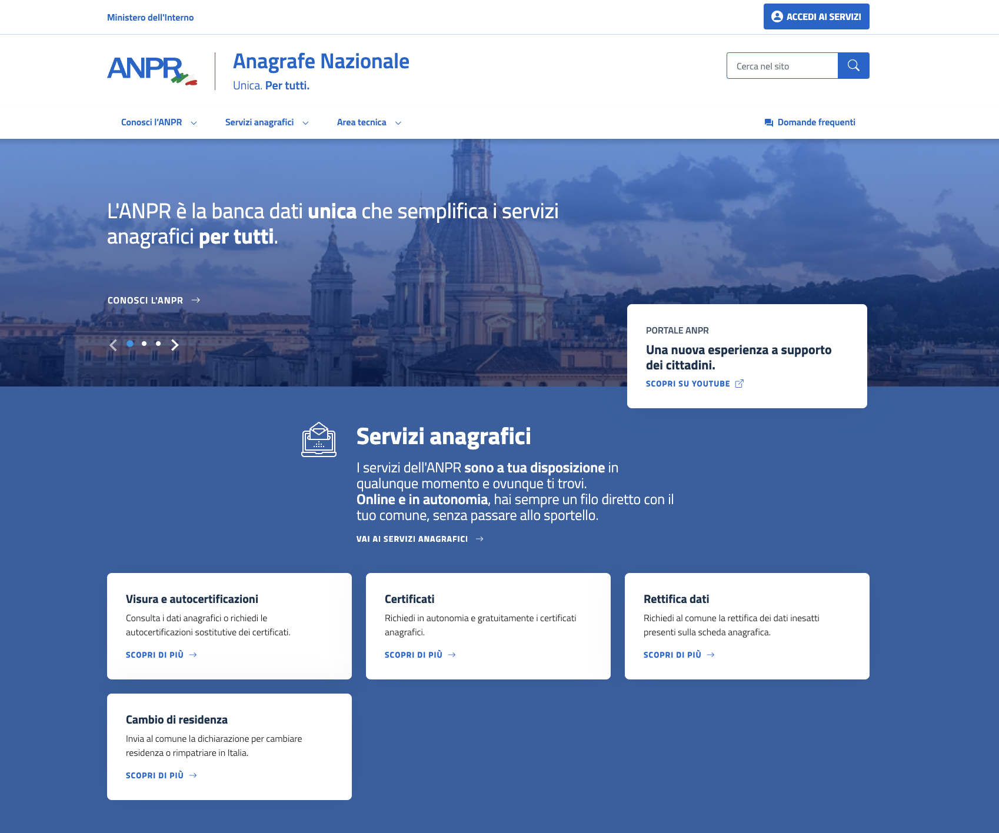 Ministero dell'Interno
ACCEDI AI SERVIZI
ANPR
Anagrafe Nazionale
Unica. Per tutti.
Cerca nel sito
Conosci l’ANPR
Servizi anagrafici
Area tecnica
Domande frequenti
L'ANPR è la banca dati unica che semplifica i servizi
anagrafici per tutti.
CONOSCI L'ANPR
PORTALE ANPR
Una nuova esperienza a supporto
dei cittadini.
SCOPRI SU YOUTUBE
Servizi anagrafici
I servizi dell'ANPR sono a tua disposizione in
qualunque momento e ovunque ti trovi.
Online e in autonomia, hai sempre un filo diretto con il
tuo comune, senza passare allo sportello.
VAI AI SERVIZI ANAGRAFICI
Visura e autocertificazioni
Consulta i dati anagrafici o richiedi le
autocertificazioni sostitutive dei certificati.
SCOPRI DI PIÙ
Certificati
Richiedi in autonomia e gratuitamente i certificati
anagrafici.
SCOPRI DI PIÙ
Rettifica dati
Richiedi al comune la rettifica dei dati inesatti
presenti sulla scheda anagrafica.
SCOPRI DI PIÙ
Cambio di residenza
Invia al comune la dichiarazione per cambiare
residenza o rimpatriare in Italia.
SCOPRI DI PIÙ